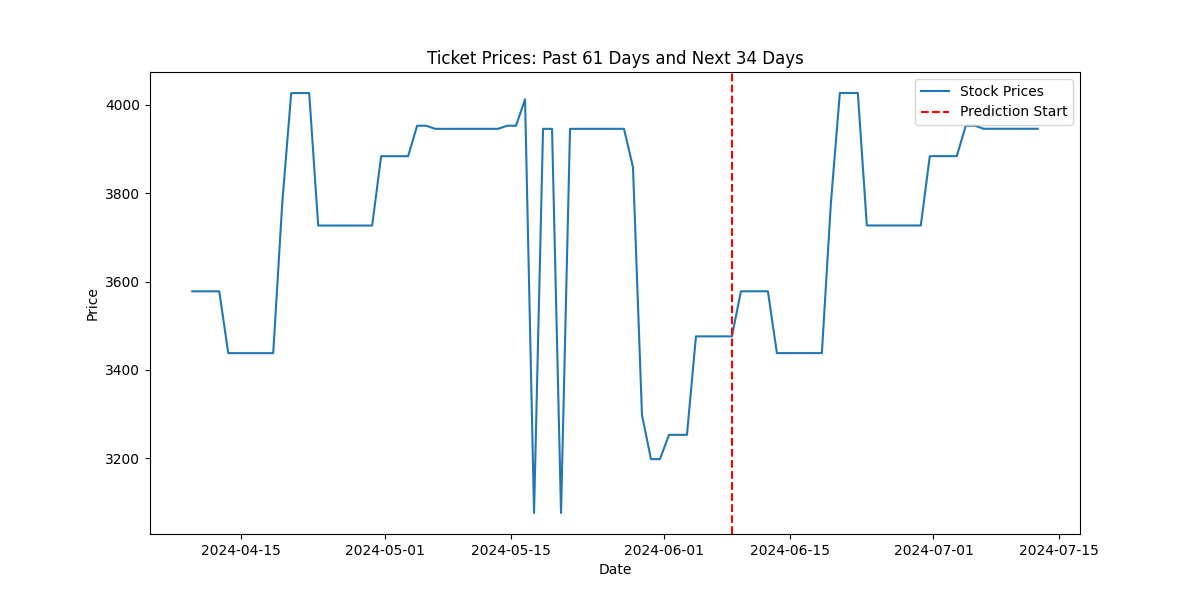 Ticket Prices: Past 61 Days and Next 34 Days
Stock Prices
Prediction Start
4000
3800
3600
3400
3200
Price
2024-04-15 2024-05-01 2024-05-15 2024-06-01 2024-06-15 2024-07-01 2024-07-15
Date